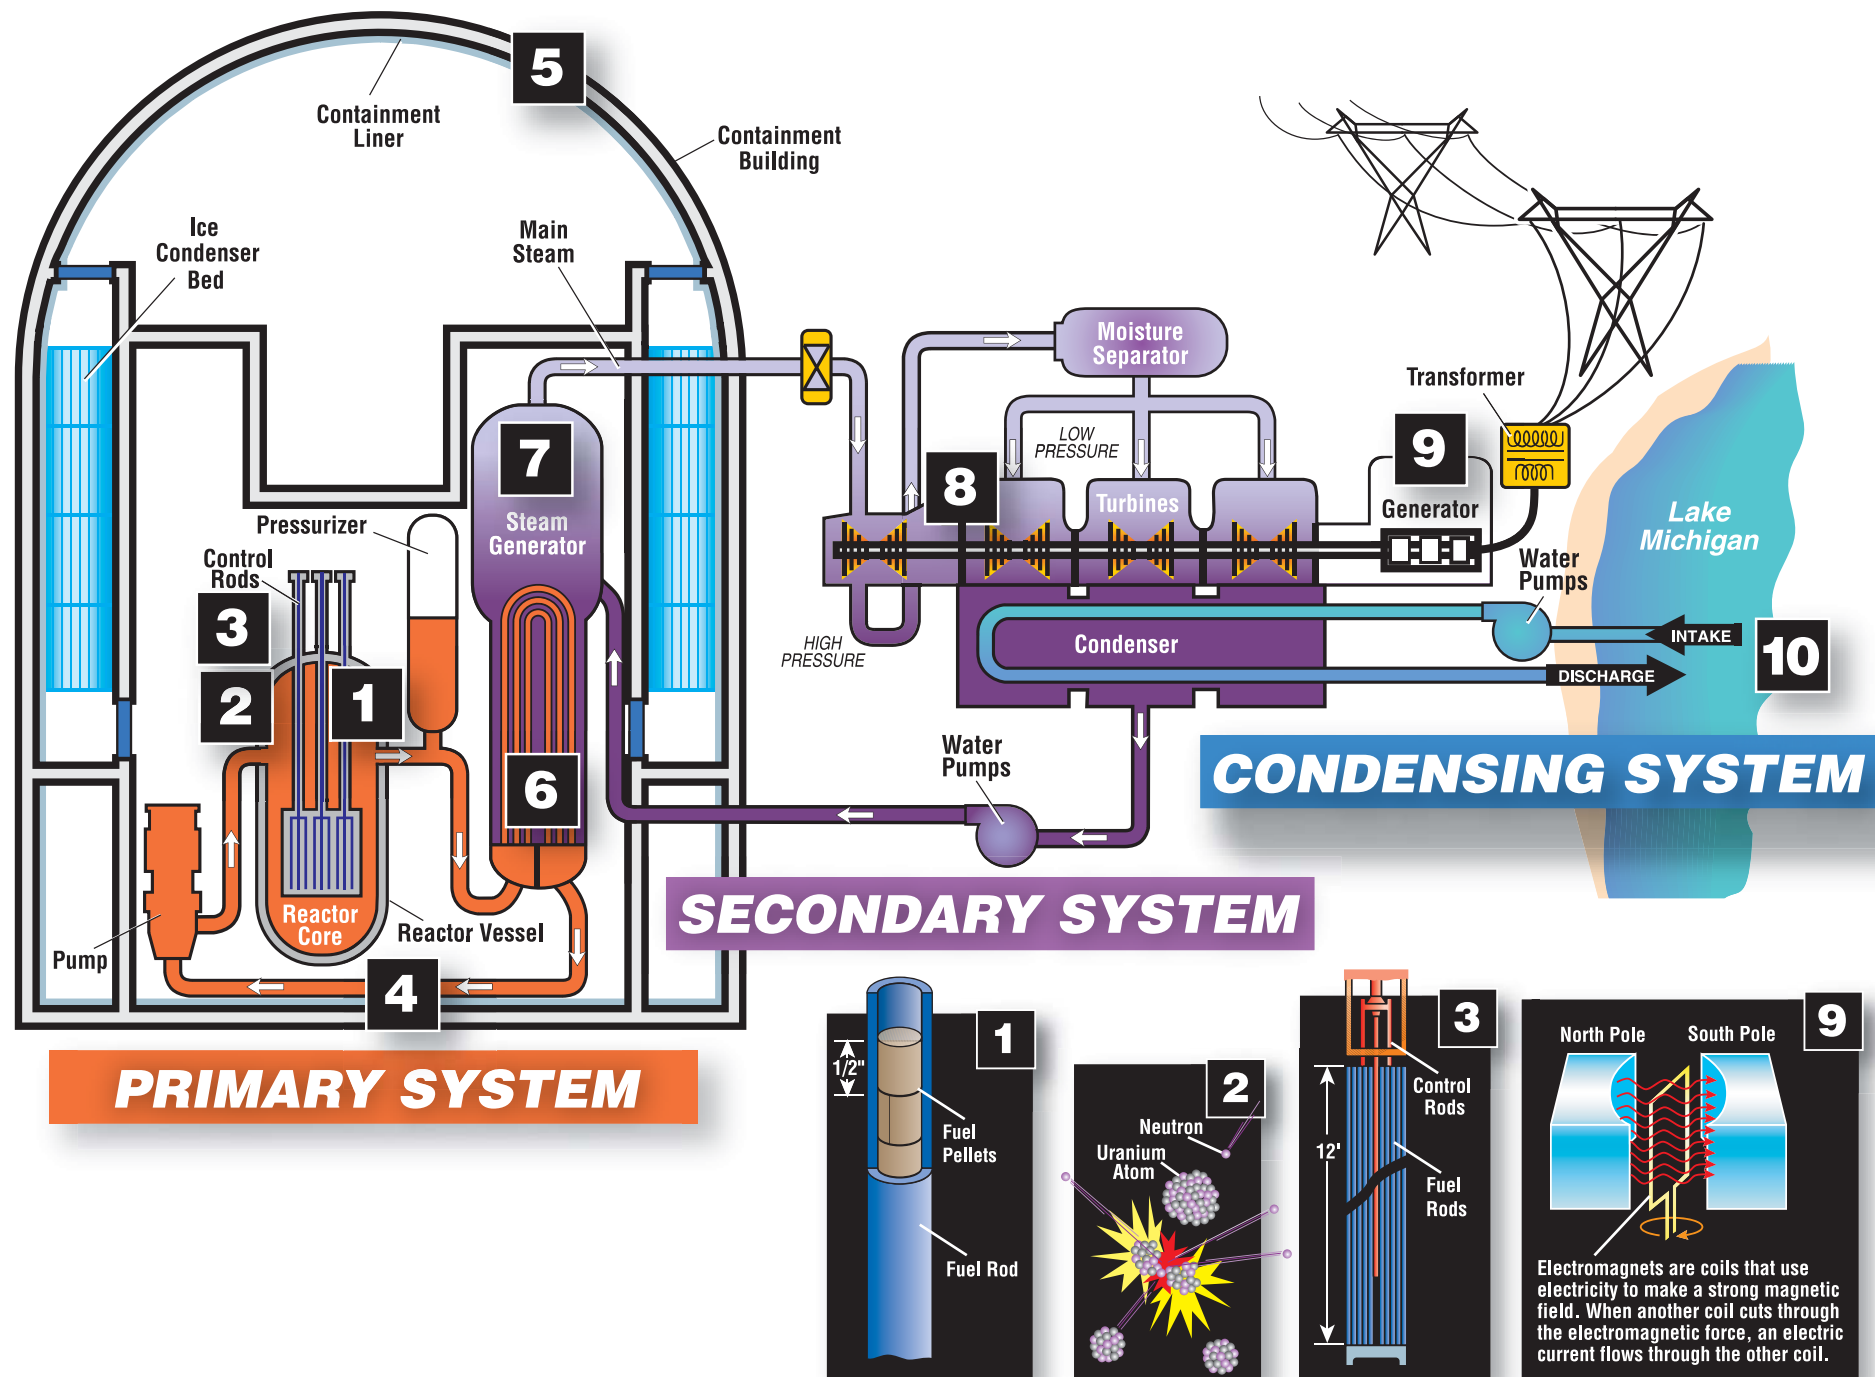 5
Containment
Liner
Containment
Building
Ice
Condenser
Bed
Main
Steam
Moisture
Separator
Transformer
LOW
PRESSURE
7
8
9
Steam
Generator
Turbines
Generator
Lake
Michigan
Pressurizer
Control
Rods
Water
Pumps
3
HIGH
PRESSURE
Condenser
INTAKE
DISCHARGE
10
2
1
6
Water
Pumps
CONDENSING SYSTEM
Reactor
Core
Reactor Vessel
Pump
4
SECONDARY SYSTEM
PRIMARY SYSTEM
1
1/2"
Fuel
Pellets
Fuel Rod
2
Neutron
Uranium
Atom
3
Control
Rods
12'
Fuel
Rods
9
North Pole
South Pole
Electromagnets are coils that use
electricity to make a strong magnetic
field. When another coil cuts through
the electromagnetic force, an electric
current flows through the other coil.